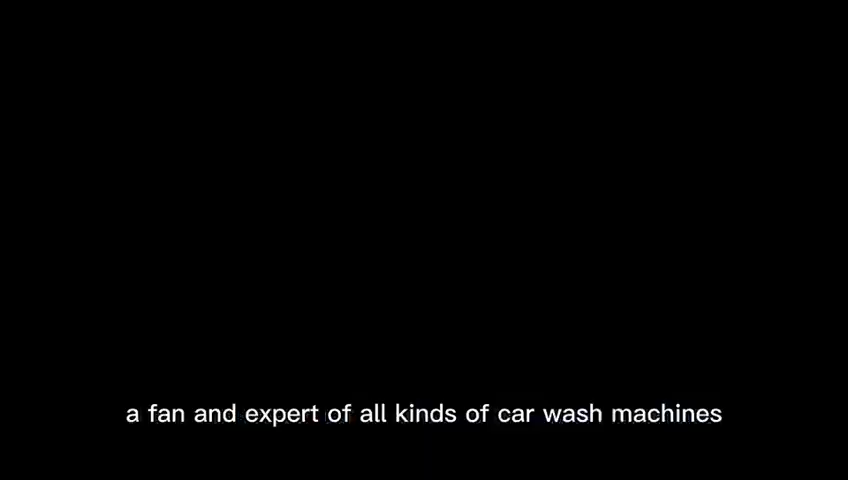 a fan and expert of all kinds of car wash machines